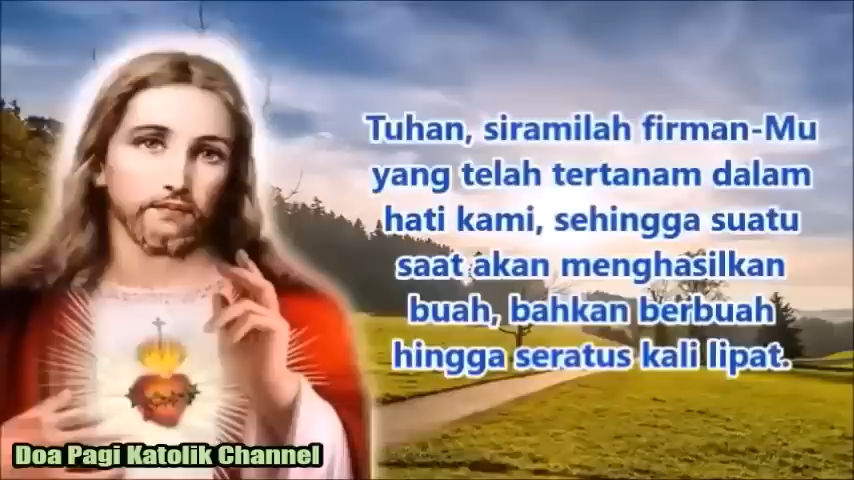 Tuhan, siramilah firman-Mu
yang telah tertanam dalam
hati kami, sehingga suatu
saat akan menghasilkan
buah, bahkan berbuah
hingga seratus kali lipat.
Doa Pagi Katolik Channel